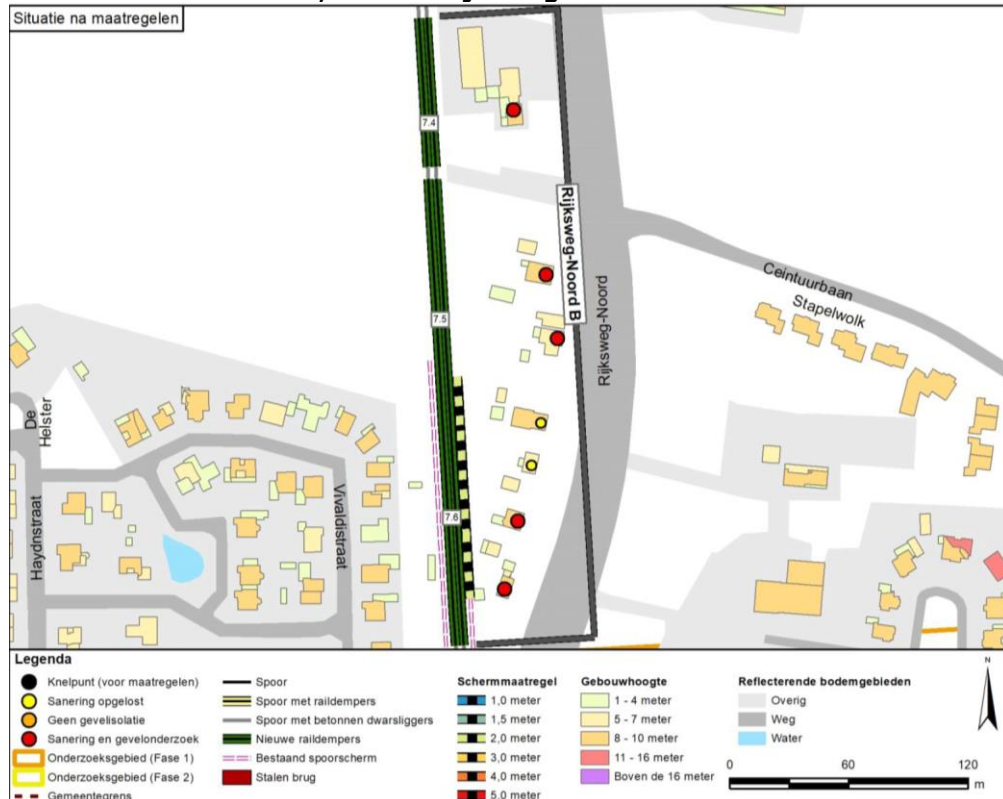 Situatie na maatregelen
7.4
Rijksweg-Noord B
Rijksweg-Noord
Ceintuurbaan
Stapelwolk
7.5
De
Helster
Haydnstraat
Vivaldistraat
7.6
Legenda
Knelpunt (voor maatregelen)
Sanering opgelost
Geen gevelisolatie
Sanering en gevelonderzoek
Onderzoeksgebied (Fase 1)
Onderzoeksgebied (Fase 2)
Gemeentegrens
Spoor
Spoor met raildempers
Spoor met betonnen dwarsliggers
Nieuwe raildempers
Bestaand spoorscherm
Stalen brug
Schermmaatregel
1,0 meter
1,5 meter
2,0 meter
3,0 meter
4,0 meter
5,0 meter
Gebouwhoogte
1 - 4 meter
5 - 7 meter
8 - 10 meter
11 - 16 meter
Boven de 16 meter
Reflecterende bodemgebieden
Overig
Weg
Water
N
0 60 120
m